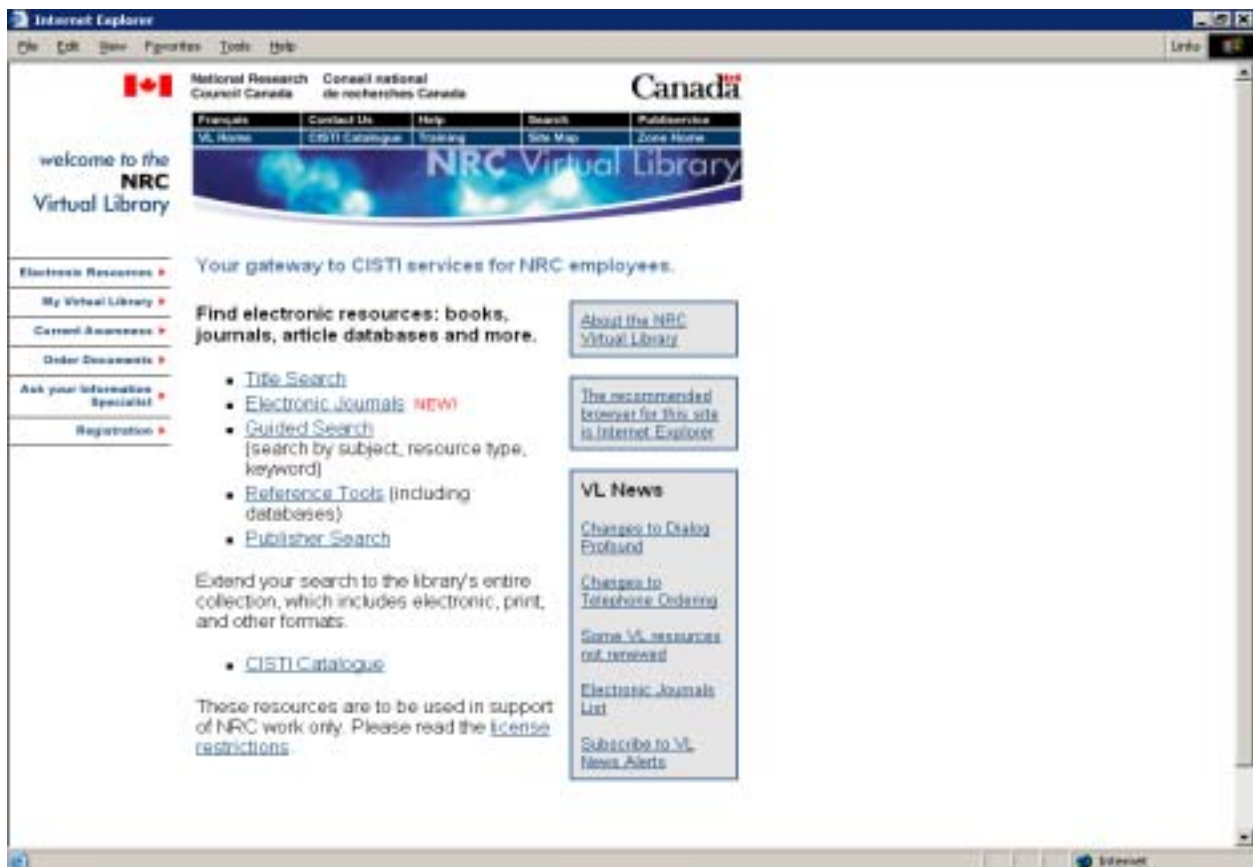 Internet Explorer
File Edit View Favorites Tools Help
Links
National Research Conseil national
Council Canada de recherches Canada
Canada
Français Contact Us Help Search Publiservice
VL Home CISTI Catalogue Training Site Map Zone Home
NRC Virtual Library
welcome to the
NRC
Virtual Library
Electronic Resources
My Virtual Library
Current Awareness
Order Documents
Ask your Information
Specialist
Registration
Your gateway to CISTI services for NRC employees.
Find electronic resources: books,
journals, article databases and more.
Title Search
Electronic Journals NEW!
Guided Search
(search by subject, resource type,
keyword)
Reference Tools (including
databases)
Publisher Search
Extend your search to the library's entire
collection, which includes electronic, print,
and other formats.
CISTI Catalogue
These resources are to be used in support
of NRC work only. Please read the license
restrictions
About the NRC
Virtual Library
The recommended
browser for this site
is Internet Explorer
VL News
Changes to Dialog
Profound
Changes to
Telephone Ordering
Some VL resources
not renewed
Electronic Journals
List
Subscribe to VL
News Alerts
Internet